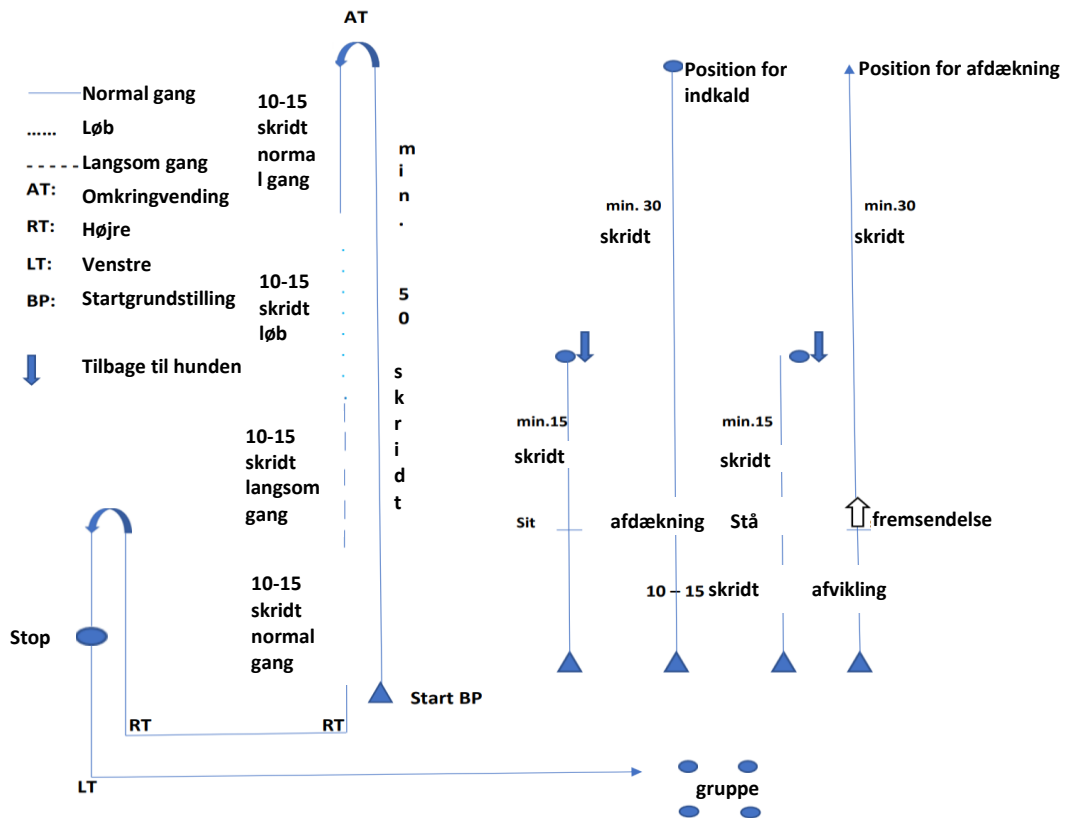 AT
Normal gang
...... Løb
- - - - - Langsom gang
AT: Omkringvending
RT: Højre
LT: Venstre
BP: Startgrundstilling
Tilbage til hunden
10-15
skridt
norma
l gang
10-15
skridt
løb
10-15
skridt
langsom
gang
10-15
skridt
normal
gang
min. 50 skridt
Stop
RT
RT
Start BP
LT
Position for
indkald
Position for afdækning
min. 30
skridt
min.30
skridt
min.15
skridt
min.15
skridt
Sit
afdækning
Stå
fremsendelse
10 – 15 skridt
afvikling
gruppe